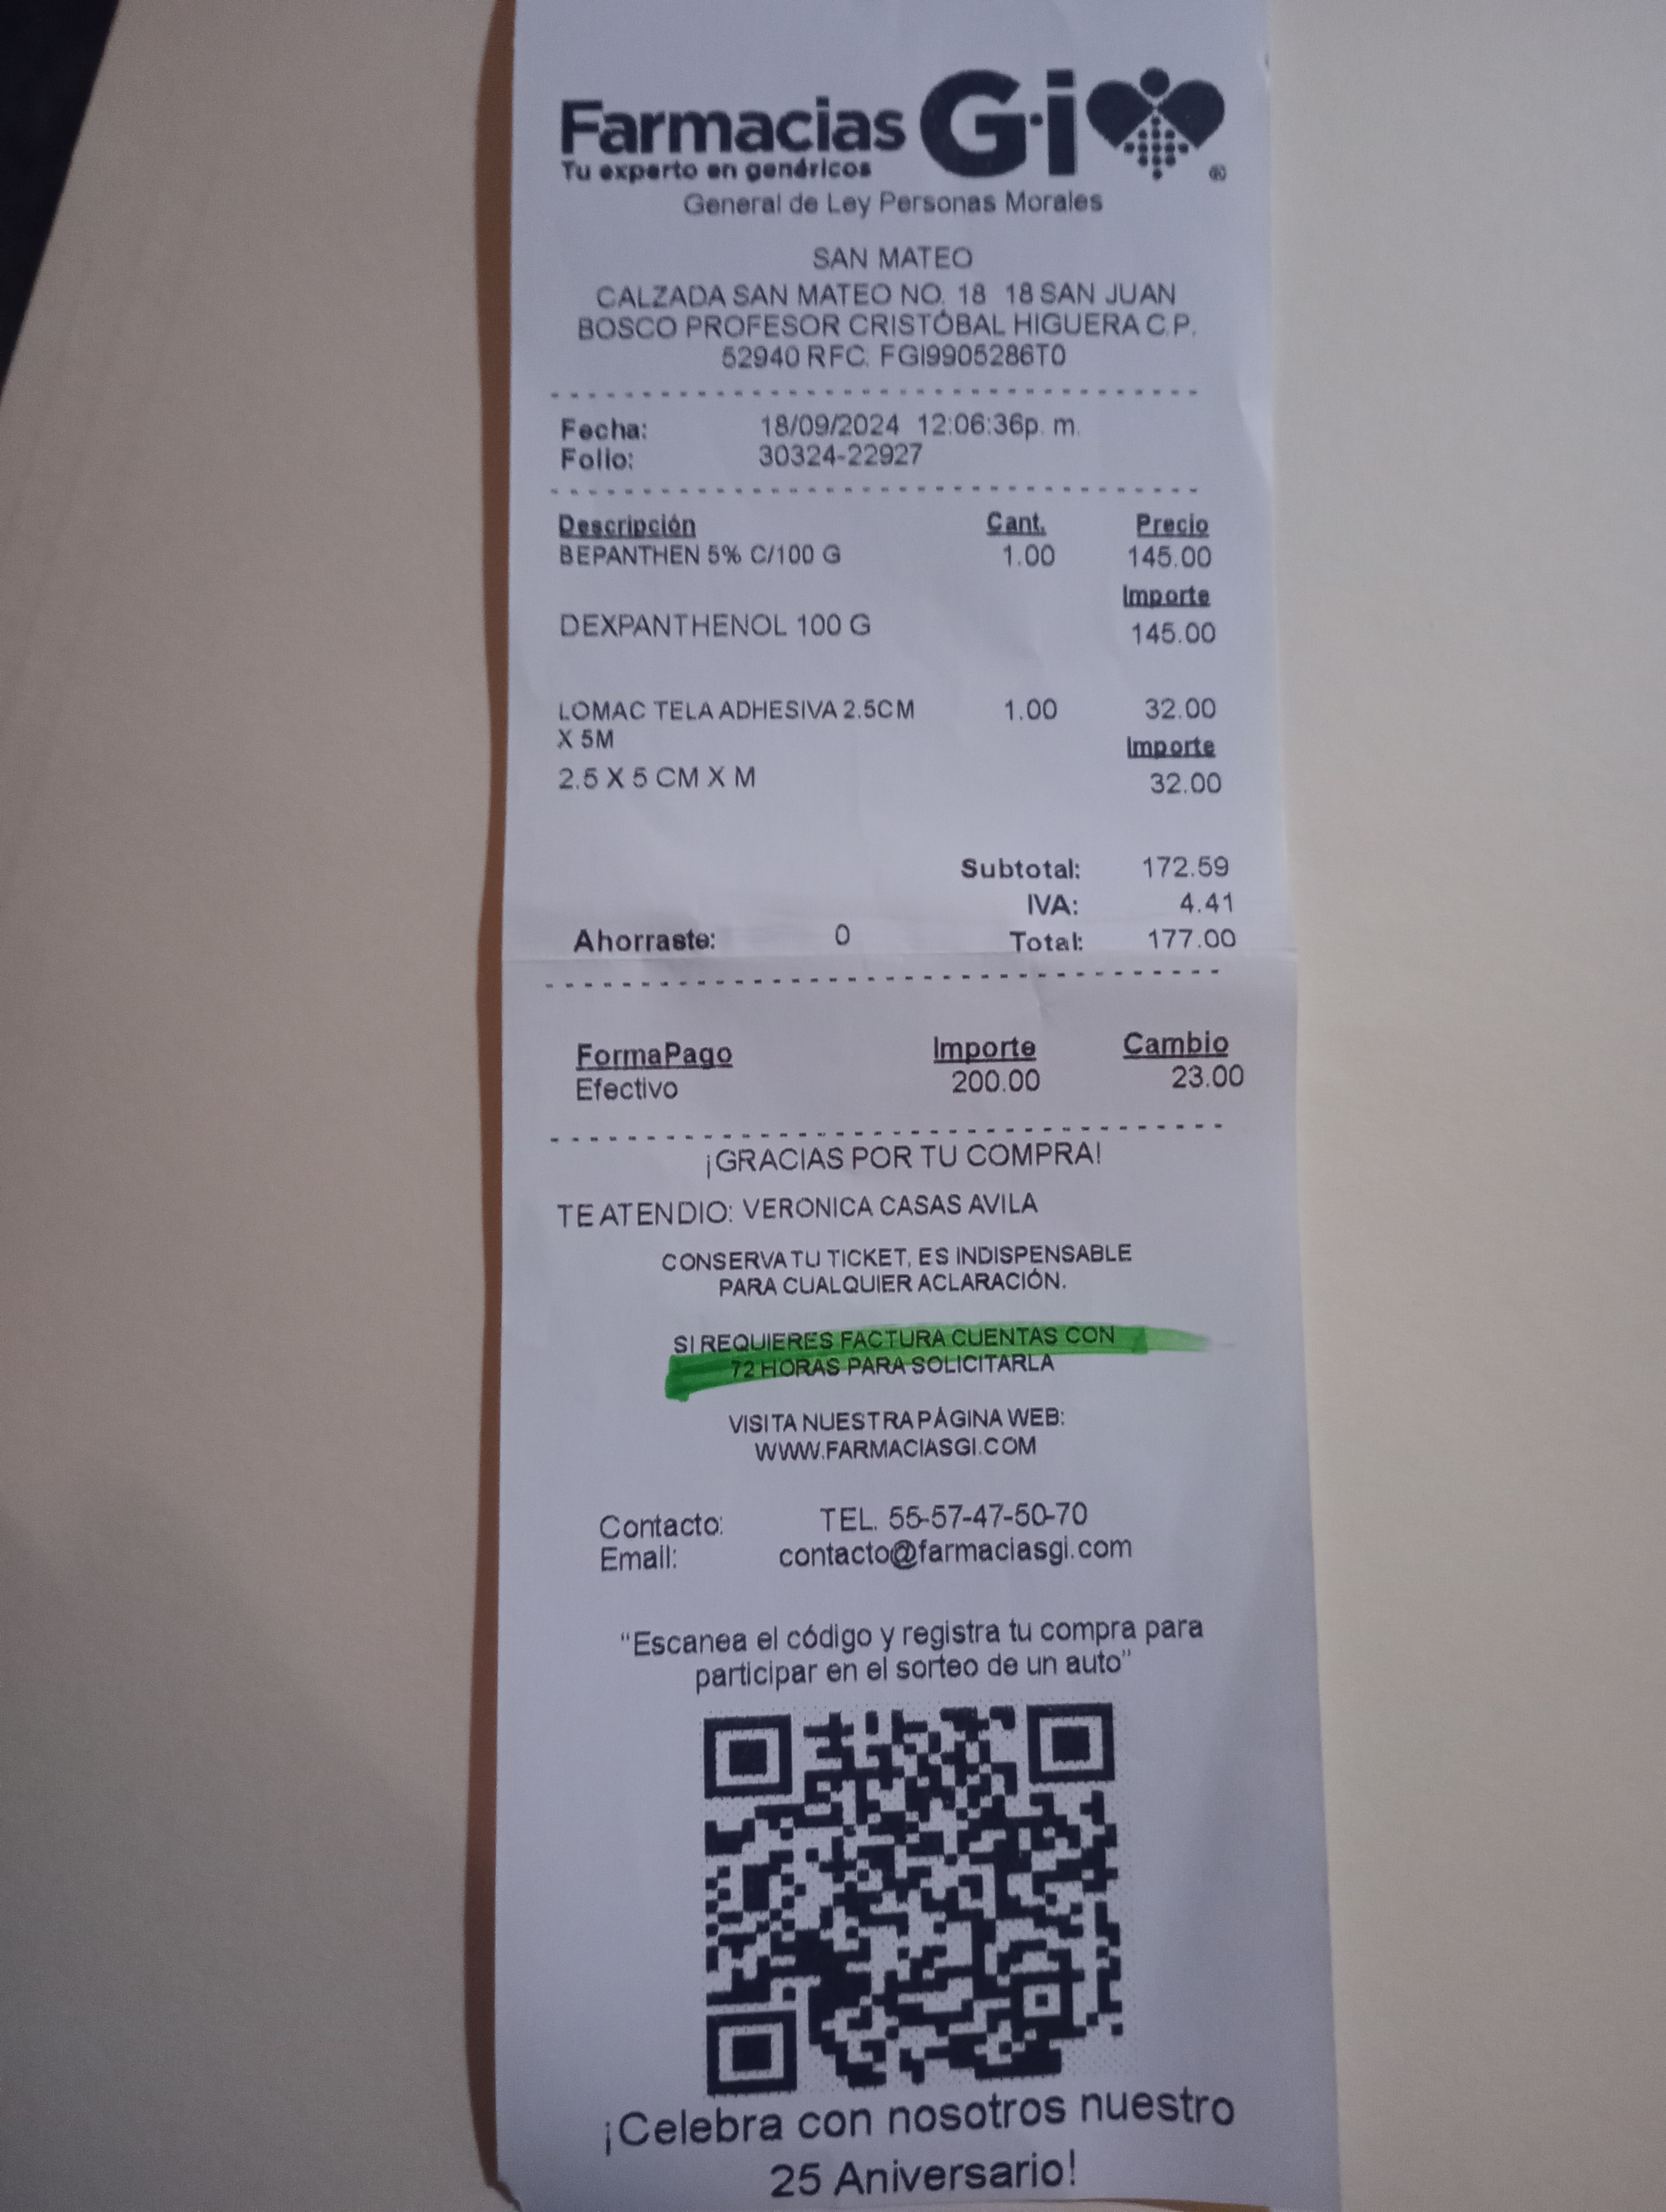 Farmacias G·i
Tu experto en genéricos
®
General de Ley Personas Morales
SAN MATEO
CALZADA SAN MATEO NO. 18 18 SAN JUAN
BOSCO PROFESOR CRISTÓBAL HIGUERA C.P.
52940 RFC. FGI9905286T0
Fecha: 18/09/2024 12:06:36p. m.
Folio: 30324-22927
Descripción Cant. Precio
BEPANTHEN 5% C/100 G 1.00 145.00
Importe
DEXPANTHENOL 100 G 145.00
LOMAC TELA ADHESIVA 2.5CM 1.00 32.00
X 5M Importe
2.5 X 5 CM X M 32.00
Subtotal: 172.59
IVA: 4.41
Ahorraste: 0 Total: 177.00
FormaPago Importe Cambio
Efectivo 200.00 23.00
¡GRACIAS POR TU COMPRA!
TE ATENDIO: VERONICA CASAS AVILA
CONSERVA TU TICKET, ES INDISPENSABLE
PARA CUALQUIER ACLARACIÓN.
SI REQUIERES FACTURA CUENTAS CON
72 HORAS PARA SOLICITARLA
VISITA NUESTRA PÁGINA WEB:
WWW.FARMACIASGI.COM
Contacto: TEL. 55-57-47-50-70
Email: contacto@farmaciasgi.com
“Escanea el código y registra tu compra para
participar en el sorteo de un auto”
¡Celebra con nosotros nuestro
25 Aniversario!